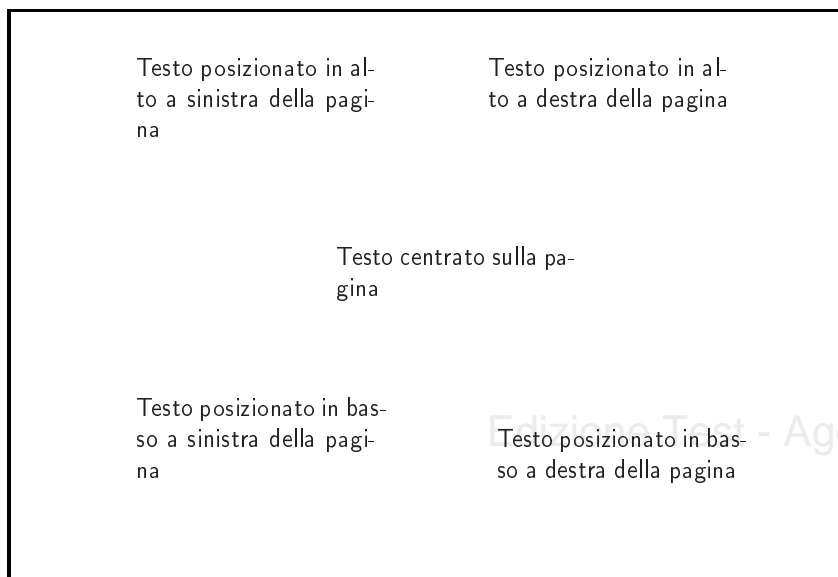 Testo posizionato in al-
to a sinistra della pagi-
na
Testo posizionato in al-
to a destra della pagina
Testo centrato sulla pa-
gina
Testo posizionato in bas-
so a sinistra della pagi-
na
Edizione Test - Ag
Testo posizionato in bas-
so a destra della pagina